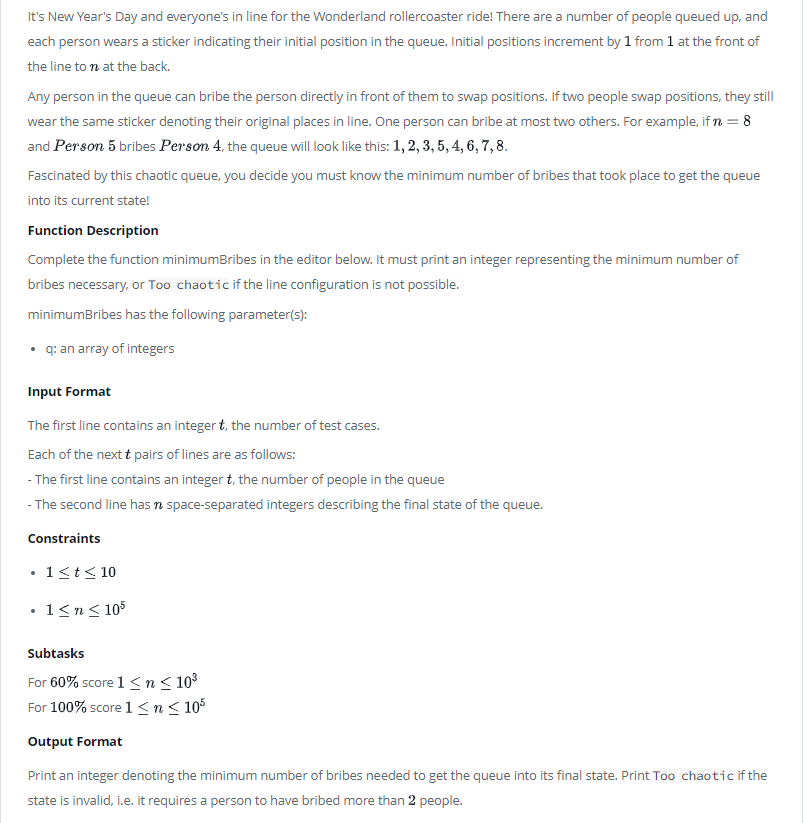 It's New Year's Day and everyone's in line for the Wonderland rollercoaster ride! There are a number of people queued up, and
each person wears a sticker indicating their initial position in the queue. Initial positions increment by 1 from 1 at the front of
the line to n at the back.
Any person in the queue can bribe the person directly in front of them to swap positions. If two people swap positions, they still
wear the same sticker denoting their original places in line. One person can bribe at most two others. For example, if n = 8
and Person 5 bribes Person 4, the queue will look like this: 1, 2, 3, 5, 4, 6, 7, 8.
Fascinated by this chaotic queue, you decide you must know the minimum number of bribes that took place to get the queue
into its current state!
Function Description
Complete the function minimumBribes in the editor below. It must print an integer representing the minimum number of
bribes necessary, or Too chaotic if the line configuration is not possible.
minimumBribes has the following parameter(s):
• q: an array of integers
Input Format
The first line contains an integer t, the number of test cases.
Each of the next t pairs of lines are as follows:
- The first line contains an integer t, the number of people in the queue
- The second line has n space-separated integers describing the final state of the queue.
Constraints
• 1 ≤ t ≤ 10
• 1 ≤ n ≤ 10⁵
Subtasks
For 60% score 1 ≤ n ≤ 10³
For 100% score 1 ≤ n ≤ 10⁵
Output Format
Print an integer denoting the minimum number of bribes needed to get the queue into its final state. Print Too chaotic if the
state is invalid, i.e. it requires a person to have bribed more than 2 people.